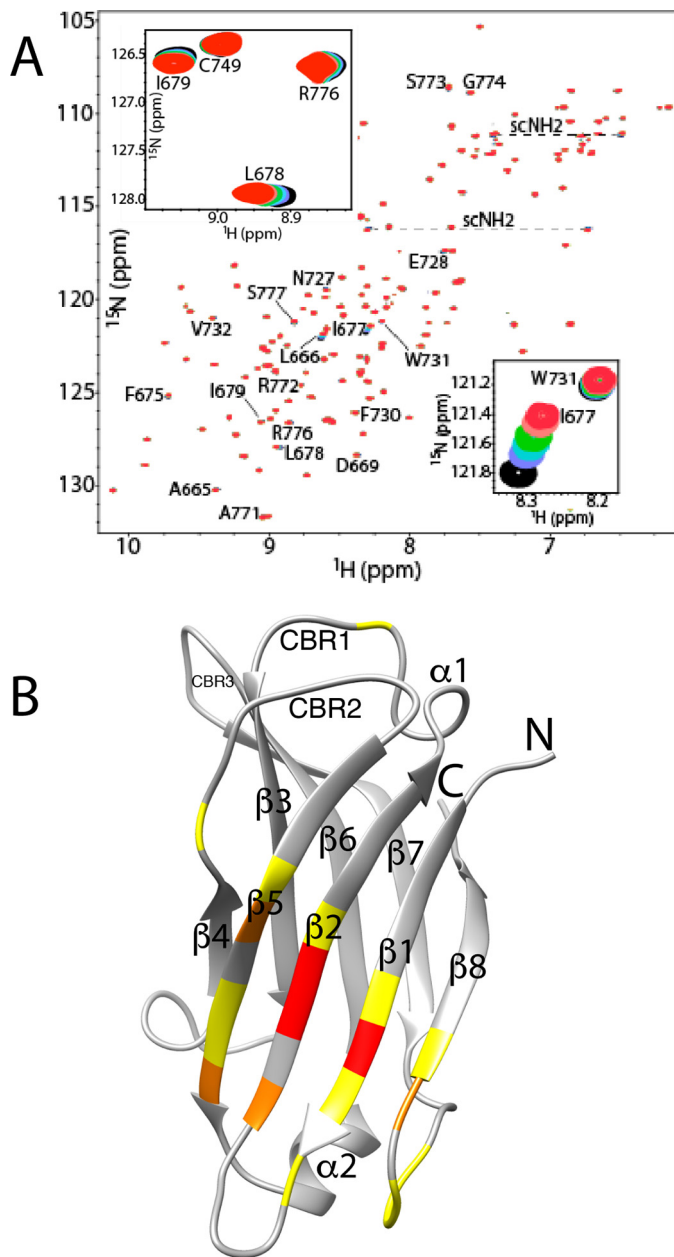 A
105
110
115
120
125
130
¹⁵N (ppm)
10
9
8
7
¹H (ppm)
126.5
127.0
127.5
128.0
¹⁵N (ppm)
I679
C749
R776
L678
9.0
8.9
¹H (ppm)
S773
G774
scNH2
scNH2
E728
N727
S777
V732
I677
L666
W731
F675
I679
R772
F730
R776
L678
D669
A665
A771
121.2
121.4
121.6
121.8
¹⁵N (ppm)
W731
I677
8.3
8.2
¹H (ppm)
B
CBR1
CBR3
CBR2
α1
N
C
β3
β6
β7
β5
β2
β4
β1
β8
α2